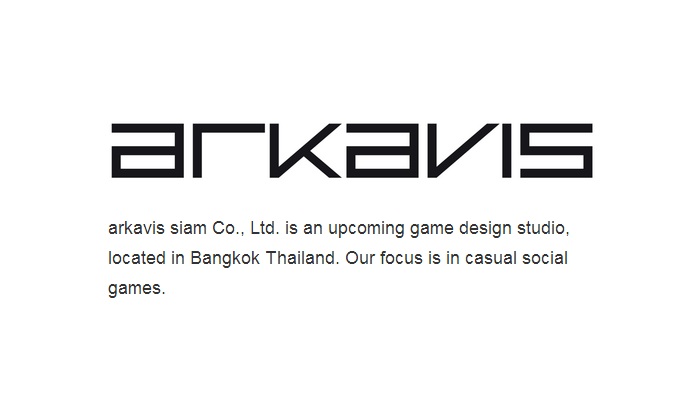 arkavis
arkavis siam Co., Ltd. is an upcoming game design studio,
located in Bangkok Thailand. Our focus is in casual social
games.